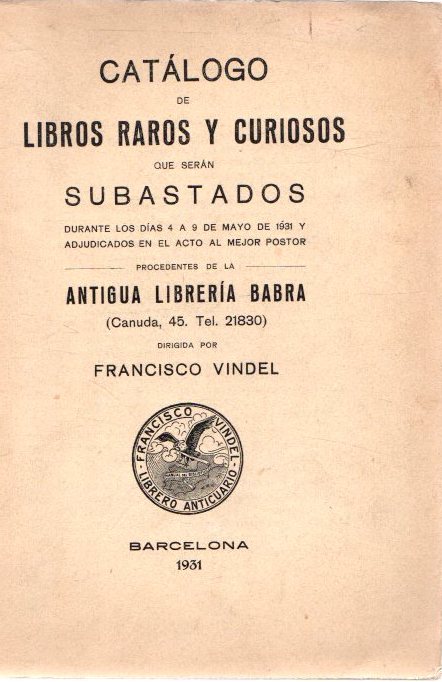 CATÁLOGO
DE
LIBROS RAROS Y CURIOSOS
QUE SERÁN
SUBASTADOS
DURANTE LOS DÍAS 4 A 9 DE MAYO DE 1931 Y
ADJUDICADOS EN EL ACTO AL MEJOR POSTOR
PROCEDENTES DE LA
ANTIGUA LIBRERÍA BABRA
(Canuda, 45. Tel. 21830)
DIRIGIDA POR
FRANCISCO VINDEL
FRANCISCO VINDEL
LIBRERO ANTICUARIO
BARCELONA
1931